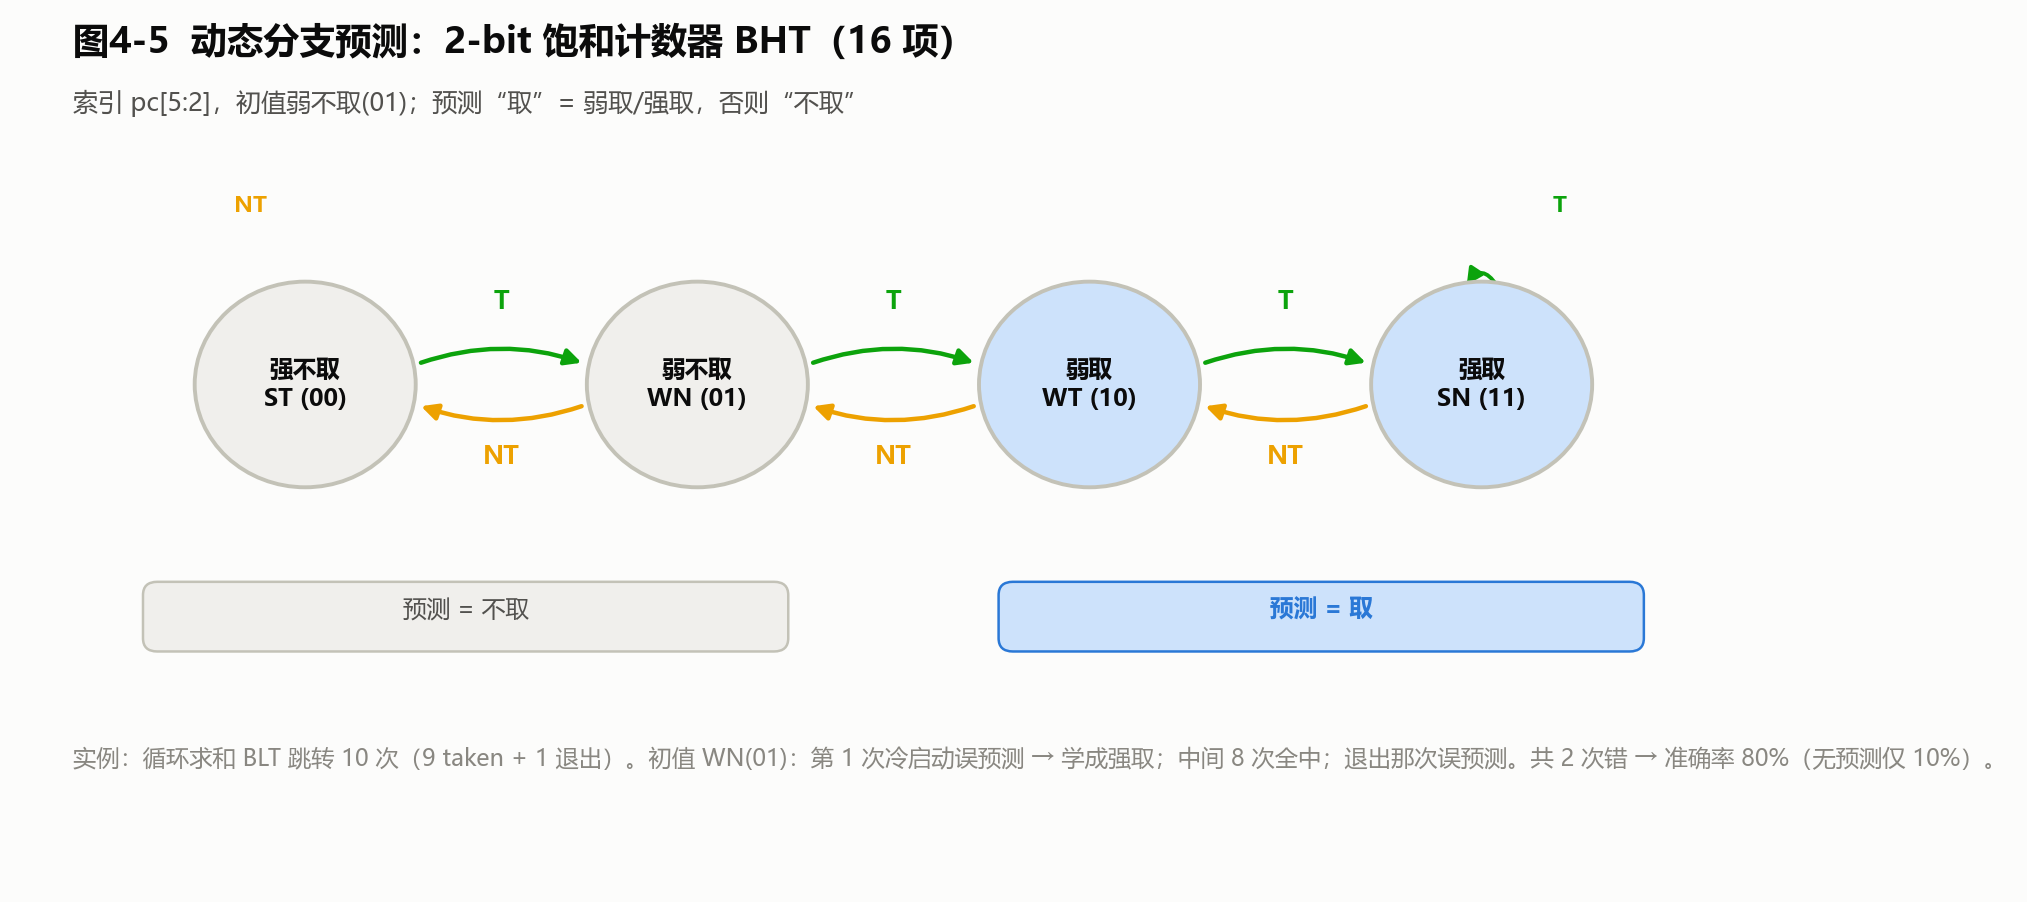 图4-5 动态分支预测：2-bit 饱和计数器 BHT（16 项）
索引 pc[5:2]，初值弱不取(01)；预测“取”= 弱取/强取，否则“不取”
NT
T
T
T
T
强不取
ST (00)
弱不取
WN (01)
弱取
WT (10)
强取
SN (11)
NT
NT
NT
预测 = 不取
预测 = 取
实例：循环求和 BLT 跳转 10 次（9 taken + 1 退出）。初值 WN(01)：第 1 次冷启动误预测 → 学成强取；中间 8 次全中；退出那次误预测。共 2 次错 → 准确率 80%（无预测仅 10%）。